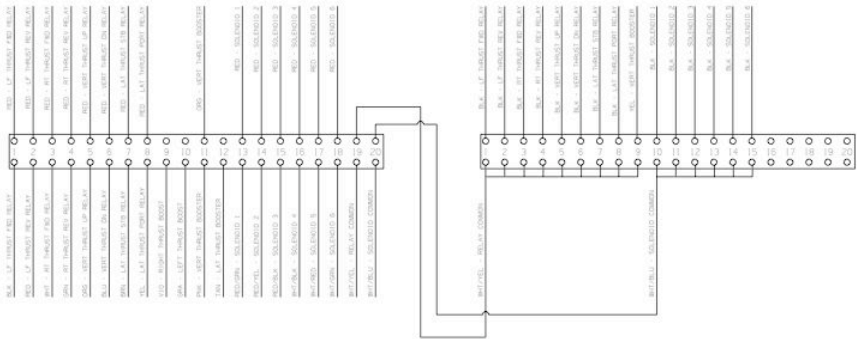 RED - LF THRUST FWD RELAY
RED - LF THRUST REV RELAY
RED - RT THRUST FWD RELAY
RED - RT THRUST REV RELAY
RED - VERT THRUST UP RELAY
RED - VERT THRUST DN RELAY
RED - LAT THRUST STB RELAY
RED - LAT THRUST PORT RELAY
ORG - VERT THRUST BOOSTER
RED - SOLENOID 1
RED - SOLENOID 2
RED - SOLENOID 3
RED - SOLENOID 4
RED - SOLENOID 5
RED - SOLENOID 6
BLK - LF THRUST FWD RELAY
BLK - LF THRUST REV RELAY
BLK - RT THRUST FWD RELAY
BLK - RT THRUST REV RELAY
BLK - VERT THRUST UP RELAY
BLK - VERT THRUST DN RELAY
BLK - LAT THRUST STB RELAY
BLK - LAT THRUST PORT RELAY
YEL - VERT THRUST BOOSTER
BLK - SOLENOID 1
BLK - SOLENOID 2
BLK - SOLENOID 3
BLK - SOLENOID 4
BLK - SOLENOID 5
BLK - SOLENOID 6
1 2 3 4 5 6 7 8 9 10 11 12 13 14 15 16 17 18 19 20
1 2 3 4 5 6 7 8 9 10 11 12 13 14 15 16 17 18 19 20
BLK - LF THRUST FWD RELAY
RED - LF THRUST REV RELAY
WHT - RT THRUST FWD RELAY
GRN - RT THRUST REV RELAY
ORG - VERT THRUST UP RELAY
BLU - VERT THRUST DN RELAY
BRN - LAT THRUST STB RELAY
YEL - LAT THRUST PORT RELAY
VIO - RIGHT THRUST BOOST
GRA - LEFT THRUST BOOST
PNK - VERT THRUST BOOSTER
TAN - LAT THRUST BOOSTER
RED/GRN - SOLENOID 1
RED/YEL - SOLENOID 2
RED/BLK - SOLENOID 3
WHT/BLK - SOLENOID 4
WHT/RED - SOLENOID 5
WHT/GRN - SOLENOID 6
WHT/YEL - RELAY COMMON
WHT/BLU - SOLENOID COMMON
WHT/YEL - RELAY COMMON
WHT/BLU - SOLENOID COMMON